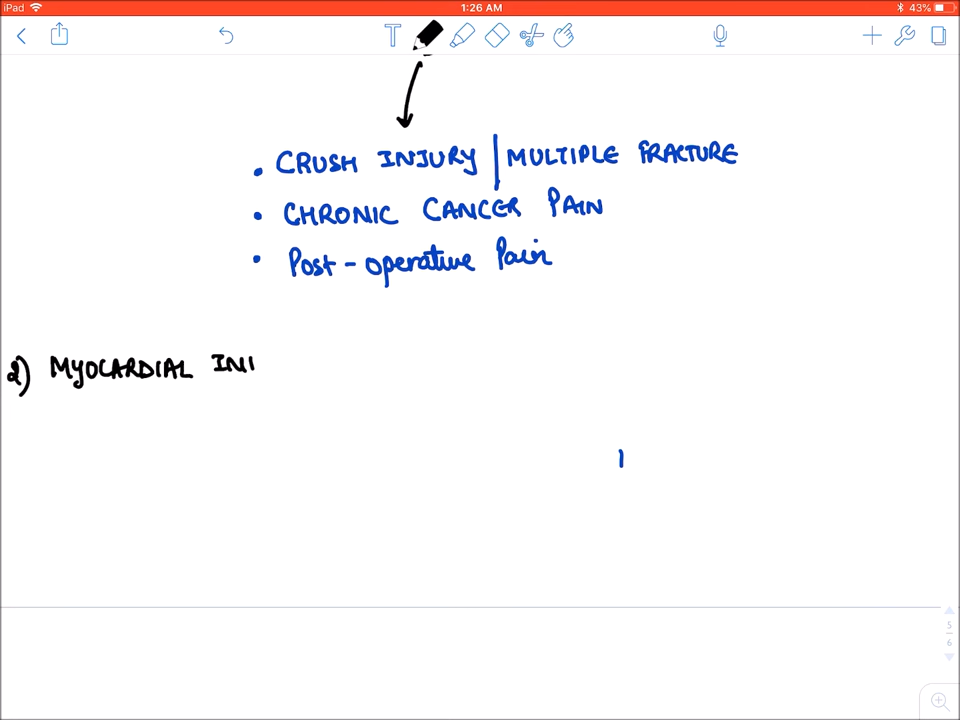 iPad 1:26 AM 43%
T
• CRUSH INJURY | MULTIPLE FRACTURE
• CHRONIC CANCER PAIN
• Post-operative Pain
2) MYOCARDIAL
5
6